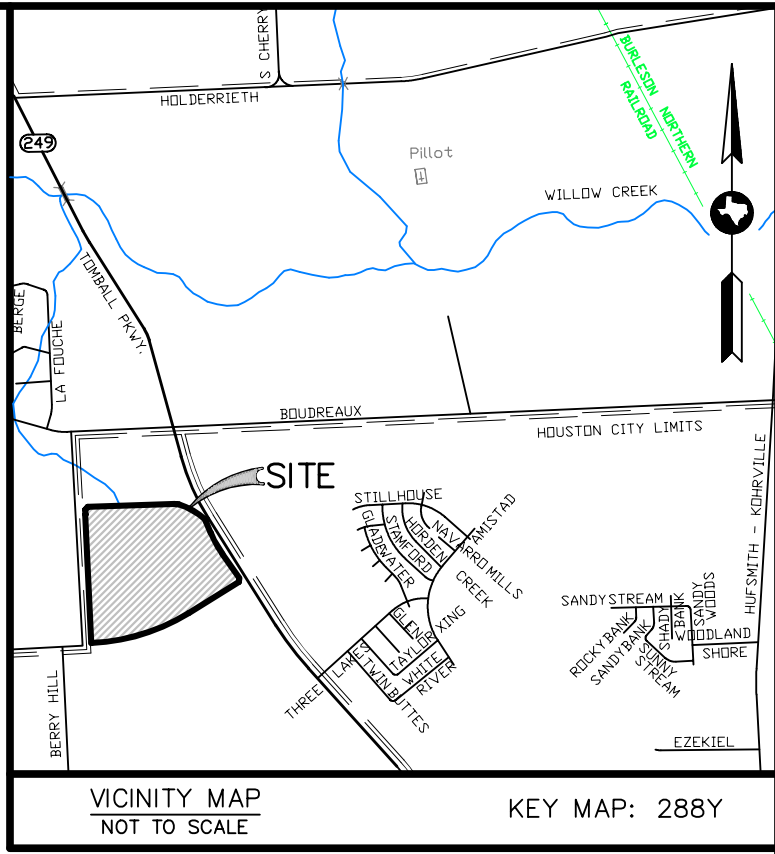 S CHERRY
HOLDERRIETH
BURLESON NORTHERN
RAILROAD
249
Pillot
WILLOW CREEK
TOMBALL PKWY.
BERGE
LA FOUCHE
BOUDREAUX
HOUSTON CITY LIMITS
HUFSMITH - KOHRVILLE
SITE
STILLHOUSE
GLADEWATER
STAMFORD
HORDEN
NAVARRO MILLS
AMISTAD
CREEK
XING
GLEN
TAYLOR
WHITE
RIVER
THREE LAKES
TWIN BUTTES
SANDYSTREAM
ROCKY BANK
SANDY BANK
SHADY
BANK
SANDY
WOODS
WOODLAND
SHORE
SUNNY
STREAM
EZEKIEL
BERRY HILL
VICINITY MAP
NOT TO SCALE
KEY MAP: 288Y